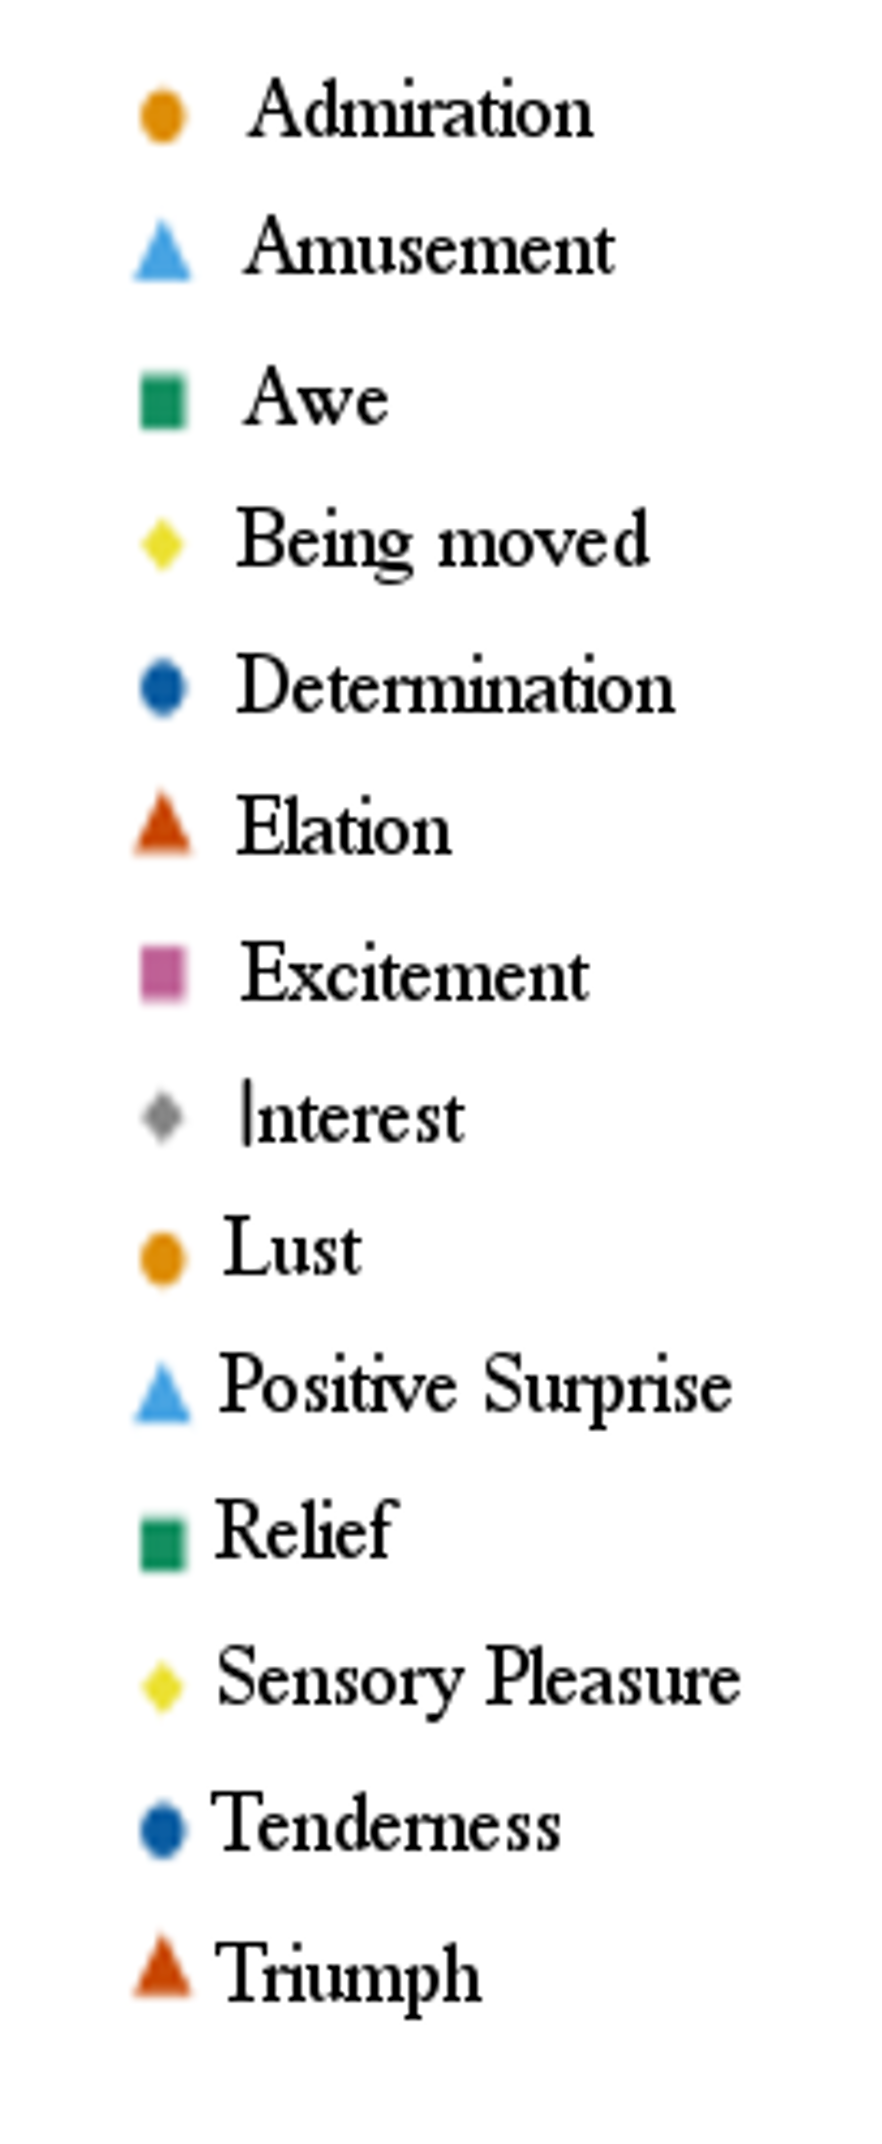 Admiration
Amusement
Awe
Being moved
Determination
Elation
Excitement
Interest
Lust
Positive Surprise
Relief
Sensory Pleasure
Tenderness
Triumph